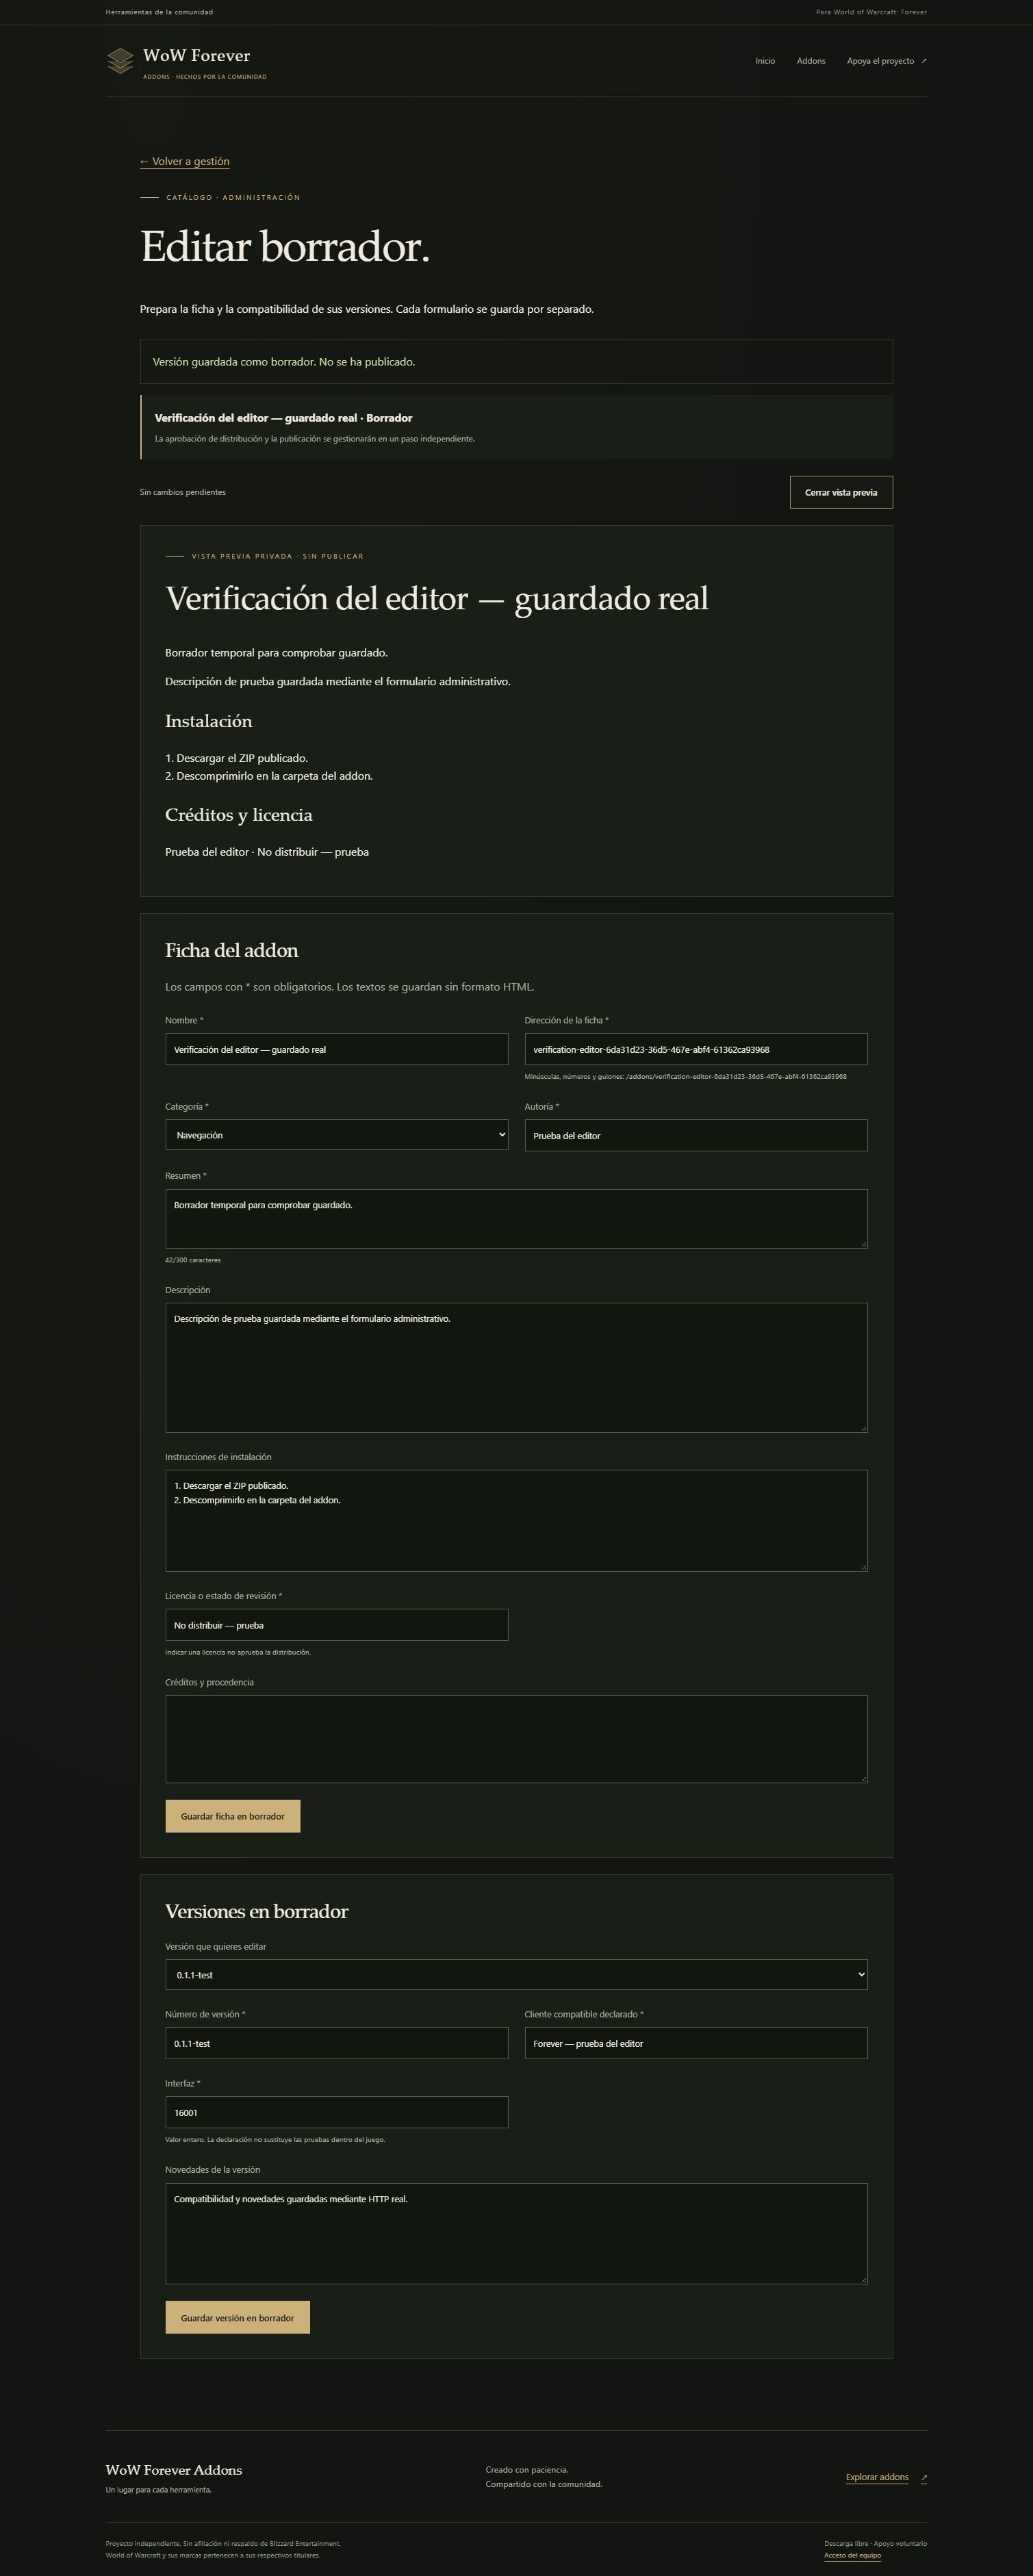 Herramientas de la comunidad
Para World of Warcraft: Forever
WoW Forever
ADDONS · HECHOS POR LA COMUNIDAD
Inicio
Addons
Apoya el proyecto ↗
← Volver a gestión
CATÁLOGO · ADMINISTRACIÓN
Editar borrador.
Prepara la ficha y la compatibilidad de sus versiones. Cada formulario se guarda por separado.
Versión guardada como borrador. No se ha publicado.
Verificación del editor — guardado real · Borrador
La aprobación de distribución y la publicación se gestionarán en un paso independiente.
Sin cambios pendientes
Cerrar vista previa
VISTA PREVIA PRIVADA · SIN PUBLICAR
Verificación del editor — guardado real
Borrador temporal para comprobar guardado.
Descripción de prueba guardada mediante el formulario administrativo.
Instalación
1. Descargar el ZIP publicado.
2. Descomprimirlo en la carpeta del addon.
Créditos y licencia
Prueba del editor · No distribuir — prueba
Ficha del addon
Los campos con * son obligatorios. Los textos se guardan sin formato HTML.
Nombre *
Dirección de la ficha *
Verificación del editor — guardado real
verification-editor-6da31d23-36d5-467e-abf4-61362ca93968
Minúsculas, números y guiones: /addons/verification-editor-6da31d23-36d5-467e-abf4-61362ca93968
Categoría *
Autoría *
Navegación
Prueba del editor
Resumen *
Borrador temporal para comprobar guardado.
42/300 caracteres
Descripción
Descripción de prueba guardada mediante el formulario administrativo.
Instrucciones de instalación
1. Descargar el ZIP publicado.
2. Descomprimirlo en la carpeta del addon.
Licencia o estado de revisión *
No distribuir — prueba
Indicar una licencia no aprueba la distribución.
Créditos y procedencia
Guardar ficha en borrador
Versiones en borrador
Versión que quieres editar
0.1.1-test
Número de versión *
Cliente compatible declarado *
0.1.1-test
Forever — prueba del editor
Interfaz *
16001
Valor entero. La declaración no sustituye las pruebas dentro del juego.
Novedades de la versión
Compatibilidad y novedades guardadas mediante HTTP real.
Guardar versión en borrador
WoW Forever Addons
Un lugar para cada herramienta.
Creado con paciencia.
Compartido con la comunidad.
Explorar addons ↗
Proyecto independiente. Sin afiliación ni respaldo de Blizzard Entertainment.
World of Warcraft y sus marcas pertenecen a sus respectivos titulares.
Descarga libre · Apoyo voluntario
Acceso del equipo